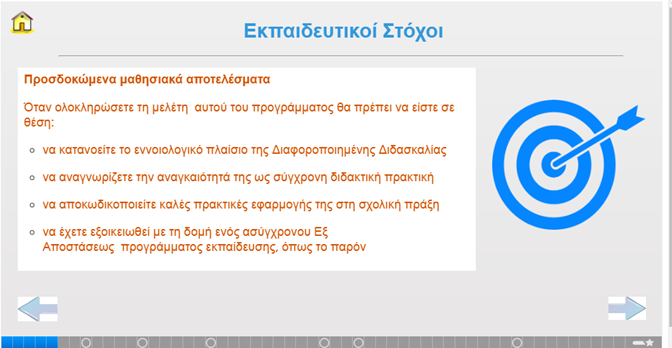 Εκπαιδευτικοί Στόχοι
Προσδοκώμενα μαθησιακά αποτελέσματα
Όταν ολοκληρώσετε τη μελέτη αυτού του προγράμματος θα πρέπει να είστε σε
θέση:
να κατανοείτε το εννοιολογικό πλαίσιο της Διαφοροποιημένης Διδασκαλίας
να αναγνωρίζετε την αναγκαιότητά της ως σύγχρονη διδακτική πρακτική
να αποκωδικοποιείτε καλές πρακτικές εφαρμογής της στη σχολική πράξη
να έχετε εξοικειωθεί με τη δομή ενός ασύγχρονου Εξ
Αποστάσεως προγράμματος εκπαίδευσης, όπως το παρόν